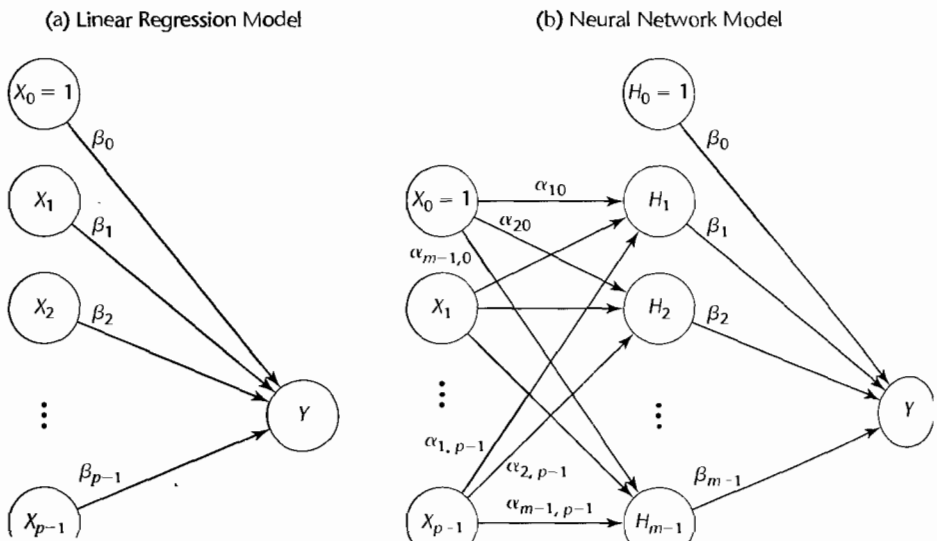 (a) Linear Regression Model
X₀ = 1
β₀
X₁
β₁
X₂
β₂
Y
βₚ₋₁
Xₚ₋₁
(b) Neural Network Model
H₀ = 1
β₀
X₀ = 1
α₁₀
H₁
α₂₀
β₁
αₘ₋₁,₀
X₁
H₂
β₂
Y
α₁, ₚ₋₁
α₂, ₚ₋₁
βₘ₋₁
αₘ₋₁, ₚ₋₁
Xₚ₋₁
Hₘ₋₁